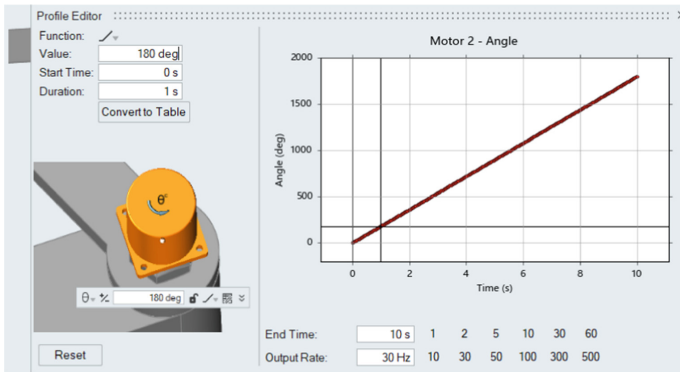 Profile Editor
Function:
Value: 180 deg
Start Time: 0 s
Duration: 1 s
Convert to Table
θ
θ 180 deg
Reset
Motor 2 - Angle
Angle (deg)
2000
1500
1000
500
0
0 2 4 6 8 10
Time (s)
End Time: 10 s 1 2 5 10 30 60
Output Rate: 30 Hz 10 30 50 100 300 500